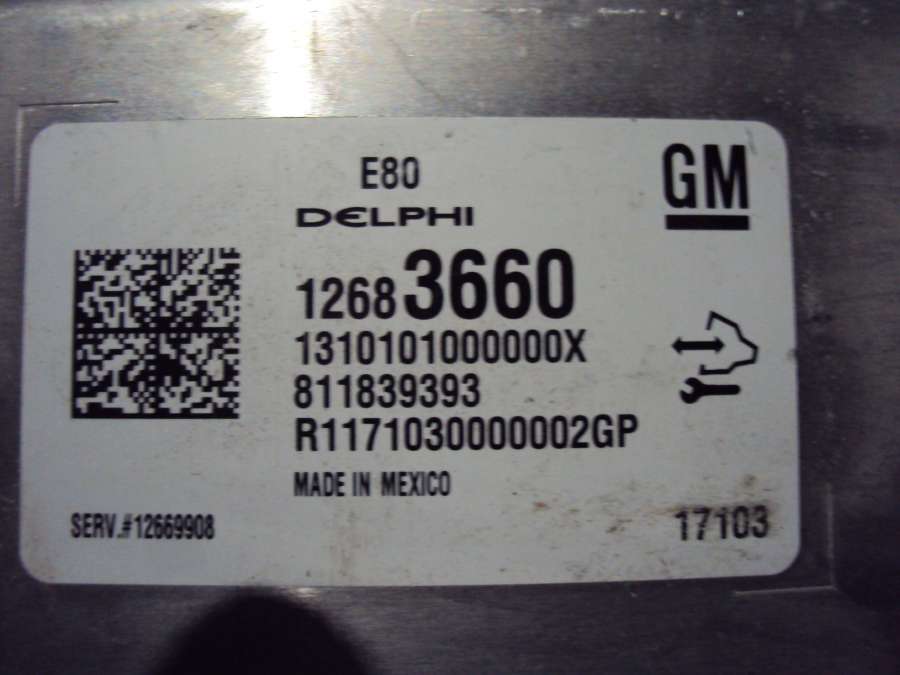 E80
GM
DELPHI
12683660
1310101000000X
811839393
R1171030000002GP
MADE IN MEXICO
SERV.#12669908
17103